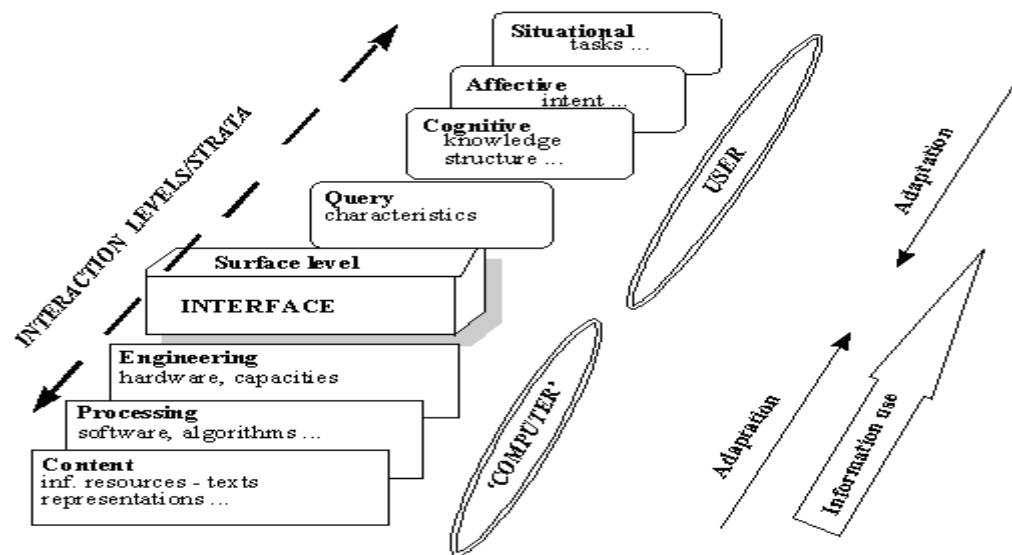 Situational
tasks ...
Affective
intent ...
Cognitive
knowledge
structure ...
Query
characteristics
Surface level
INTERFACE
Engineering
hardware, capacities
Processing
software, algorithms ...
Content
inf. resources - texts
representations ...
INTERACTION LEVELS/STRATA
USER
'COMPUTER'
Adaptation
Adaptation
Information use